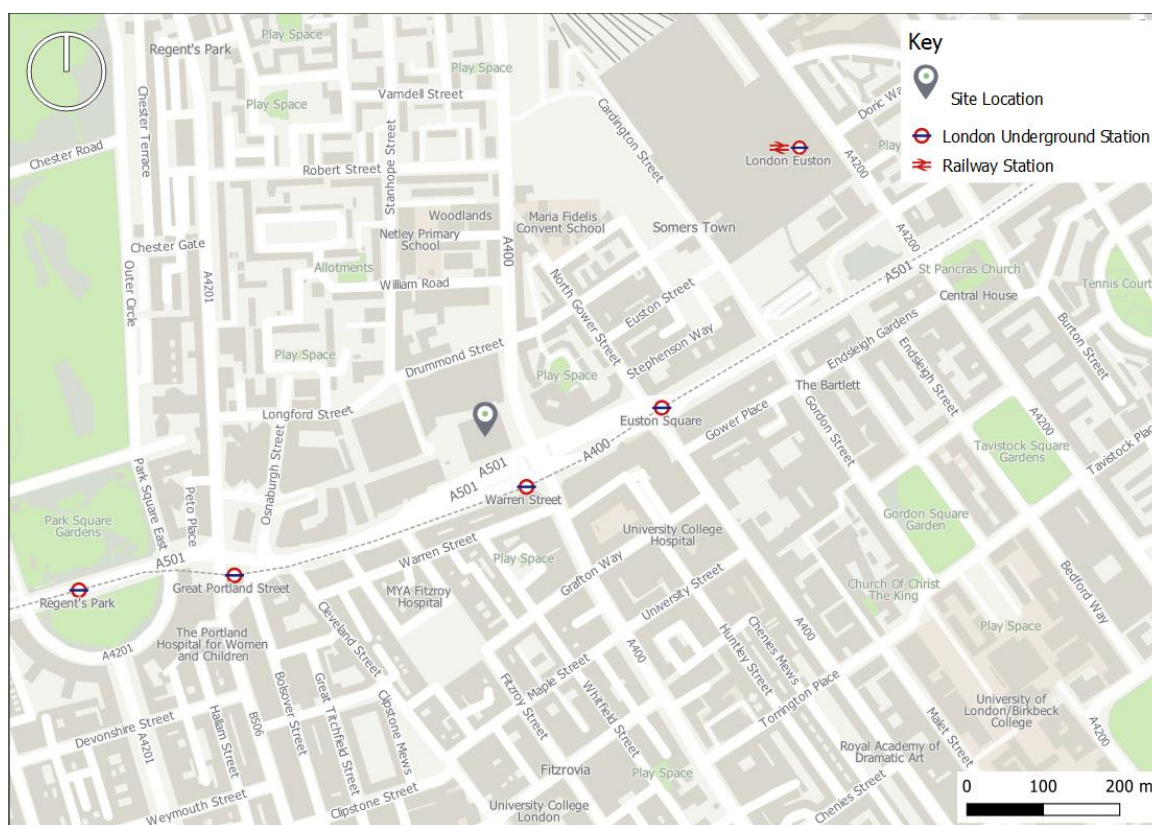 Key
Site Location
London Underground Station
Railway Station
Regent's Park
Play Space
Play Space
Play Space
Varndell Street
Cardington Street
Doric Wa
Chester Terrace
Chester Road
Robert Street
Stanhope Street
London Euston
A4200
Play
Woodlands
Netley Primary
School
Maria Fidelis
Convent School
Somers Town
A4200
Chester Gate
Outer Circle
A4201
Allotments
William Road
A400
North Gower Street
Euston Street
A501
St Pancras Church
Central House
Tennis Court
Burton Street
Play Space
Drummond Street
Play Space
Stephenson Way
Endsleigh Gardens
Endsleigh Street
The Bartlett
Longford Street
Euston Square
Gower Place
Gordon Street
A4200
Tavistock Square
Gardens
Tavistock Place
Osnaburgh Street
A501
A501
A400
Warren Street
Park Square East
Peto Place
Park Square
Gardens
University College
Hospital
Gordon Square
Garden
A501
Warren Street
Play Space
Grafton Way
University Street
Regent's Park
Great Portland Street
MYA Fitzroy
Hospital
Church Of Christ
The King
Bedford Way
Play Space
A4201
The Portland
Hospital for Women
and Children
Cleveland Street
A400
Huntley Street
Chenies Mews
A400
Torrington Place
Maple Street
Fitzroy Street
Whitfield Street
Clipstone Mews
Great Titchfield Street
Bolsover Street
B506
Hallam Street
Devonshire Street
A4201
Weymouth Street
Clipstone Street
Fitzrovia
University College
London
Play Space
Royal Academy of
Dramatic Art
Chenies Street
Malet Street
University of
London/Birkbeck
College
A4200
0 100 200 m